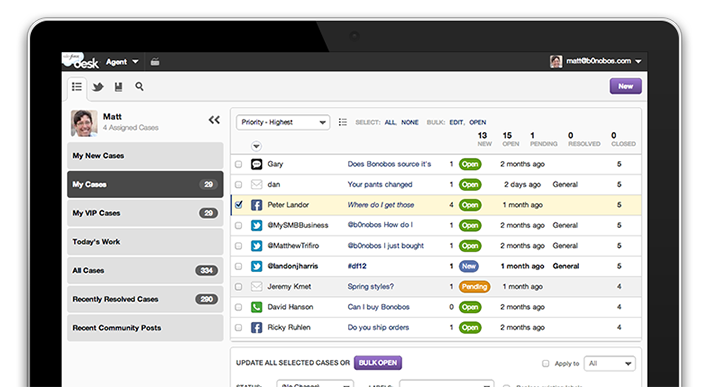 desk Agent matt@b0nobos.com
New
Matt
4 Assigned Cases
My New Cases
My Cases 29
My VIP Cases 29
Today's Work
All Cases 334
Recently Resolved Cases 290
Recent Community Posts
Priority - Highest SELECT: ALL, NONE BULK: EDIT, OPEN
13 15 1 0 0
NEW OPEN PENDING RESOLVED CLOSED
Gary Does Bonobos source it's 1 Open 2 months ago 5
dan Your pants changed 1 Open 2 days ago General 5
Peter Landor Where do I get those 4 Open 1 month ago 5
@MySMBBusiness @b0nobos How do I 1 Open 2 months ago 5
@MatthewTrifiro @b0nobos I just bought 1 Open 2 months ago 5
@landonjharris #df12 1 New 1 month ago General 5
Jeremy Kmet Spring styles? 1 Pending 1 month ago 4
David Hanson Can I buy Bonobos 0 Open 2 months ago 4
Ricky Ruhlen Do you ship orders 1 Open 2 months ago 4
UPDATE ALL SELECTED CASES OR BULK OPEN Apply to All
STATUS: (No Change) LABELS: